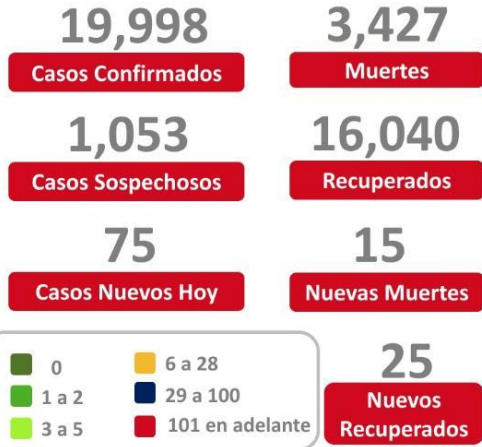 19,998
Casos Confirmados
3,427
Muertes
1,053
Casos Sospechosos
16,040
Recuperados
75
Casos Nuevos Hoy
15
Nuevas Muertes
0
1 a 2
3 a 5
6 a 28
29 a 100
101 en adelante
25
Nuevos
Recuperados